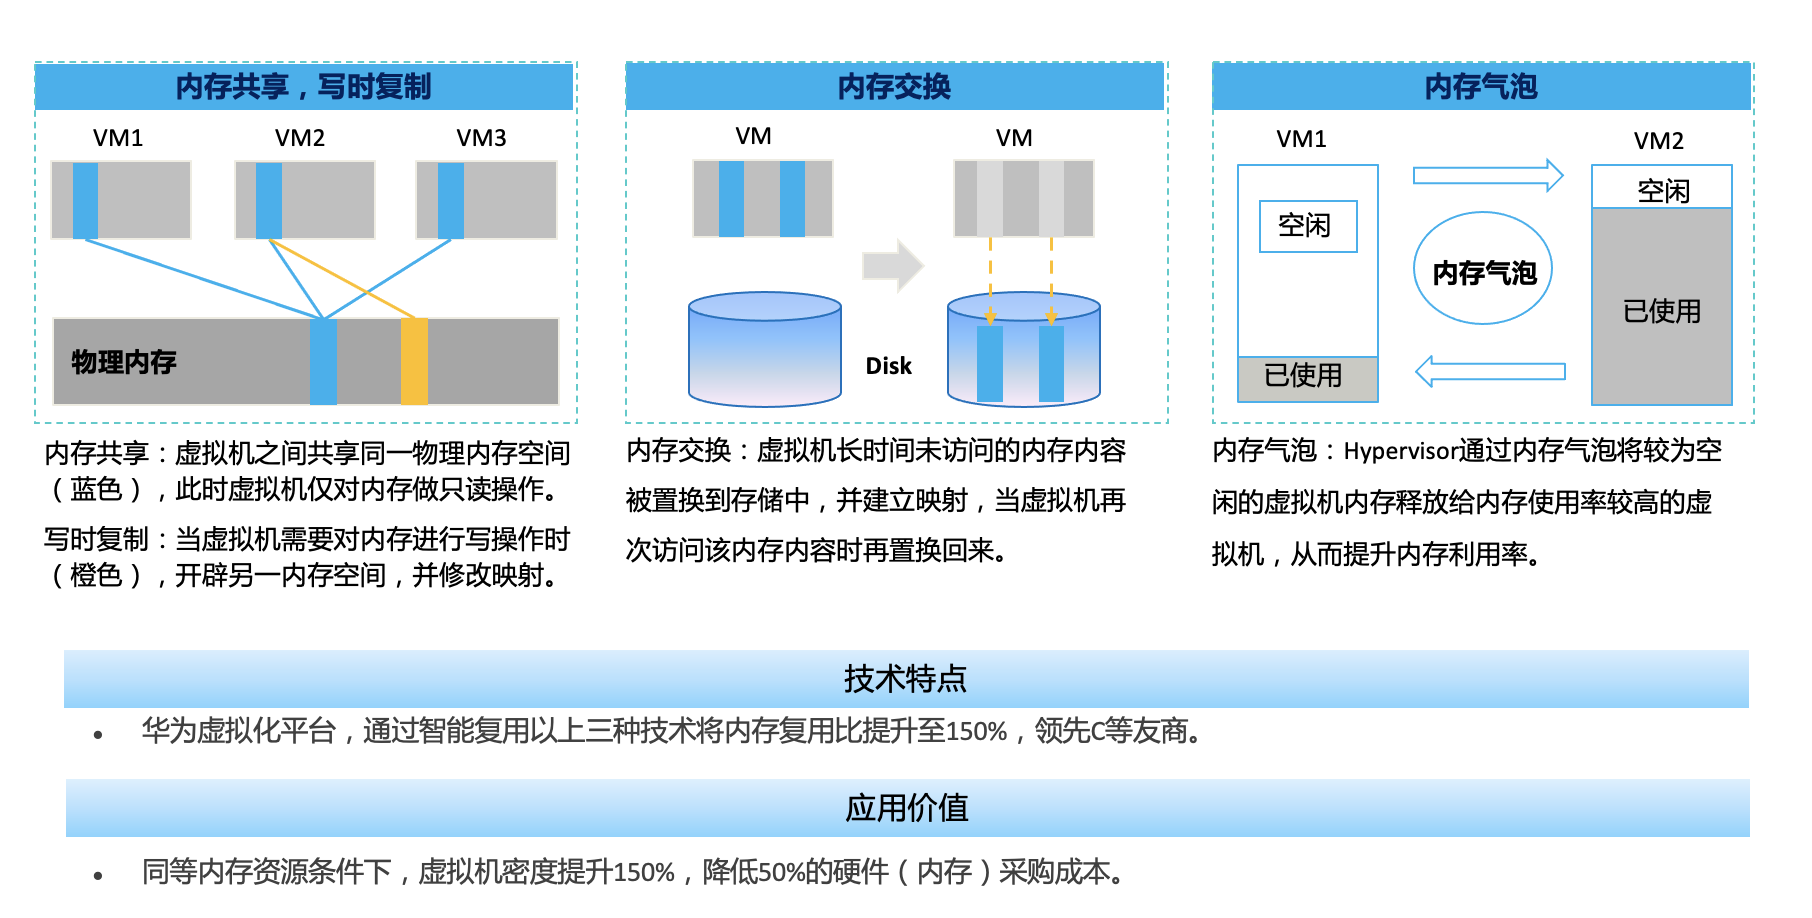 内存共享，写时复制
VM1
VM2
VM3
物理内存
内存共享：虚拟机之间共享同一物理内存空间
（蓝色），此时虚拟机仅对内存做只读操作。
写时复制：当虚拟机需要对内存进行写操作时
（橙色），开辟另一内存空间，并修改映射。
内存交换
VM
VM
Disk
内存交换：虚拟机长时间未访问的内存内容
被置换到存储中，并建立映射，当虚拟机再
次访问该内存内容时再置换回来。
内存气泡
VM1
VM2
空闲
空闲
内存气泡
已使用
已使用
内存气泡：Hypervisor通过内存气泡将较为空
闲的虚拟机内存释放给内存使用率较高的虚
拟机，从而提升内存利用率。
技术特点
• 华为虚拟化平台，通过智能复用以上三种技术将内存复用比提升至150%，领先C等友商。
应用价值
• 同等内存资源条件下，虚拟机密度提升150%，降低50%的硬件（内存）采购成本。